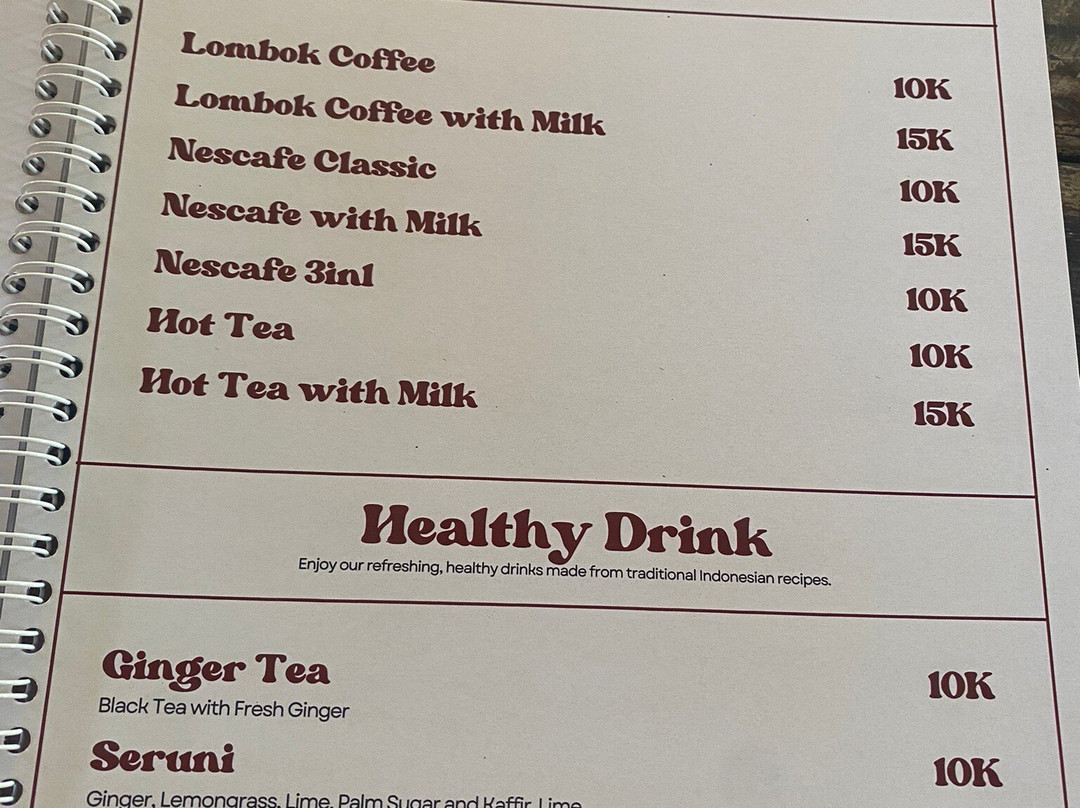 Lombok Coffee 10K
Lombok Coffee with Milk 15K
Nescafe Classic 10K
Nescafe with Milk 15K
Nescafe 3in1 10K
Hot Tea 10K
Hot Tea with Milk 15K
Healthy Drink
Enjoy our refreshing, healthy drinks made from traditional Indonesian recipes.
Ginger Tea 10K
Black Tea with Fresh Ginger
Seruni 10K
Ginger, Lemongrass, Lime, Palm Sugar and Kaffir Lime